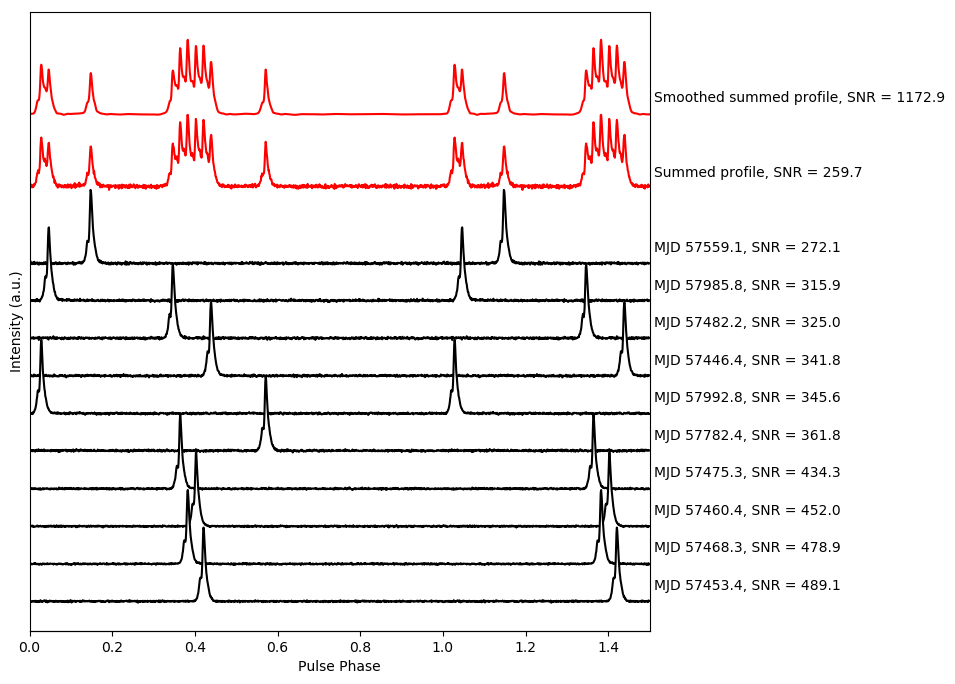 Smoothed summed profile, SNR = 1172.9
Summed profile, SNR = 259.7
MJD 57559.1, SNR = 272.1
MJD 57985.8, SNR = 315.9
MJD 57482.2, SNR = 325.0
MJD 57446.4, SNR = 341.8
MJD 57992.8, SNR = 345.6
MJD 57782.4, SNR = 361.8
MJD 57475.3, SNR = 434.3
MJD 57460.4, SNR = 452.0
MJD 57468.3, SNR = 478.9
MJD 57453.4, SNR = 489.1
Intensity (a.u.)
0.0 0.2 0.4 0.6 0.8 1.0 1.2 1.4
Pulse Phase